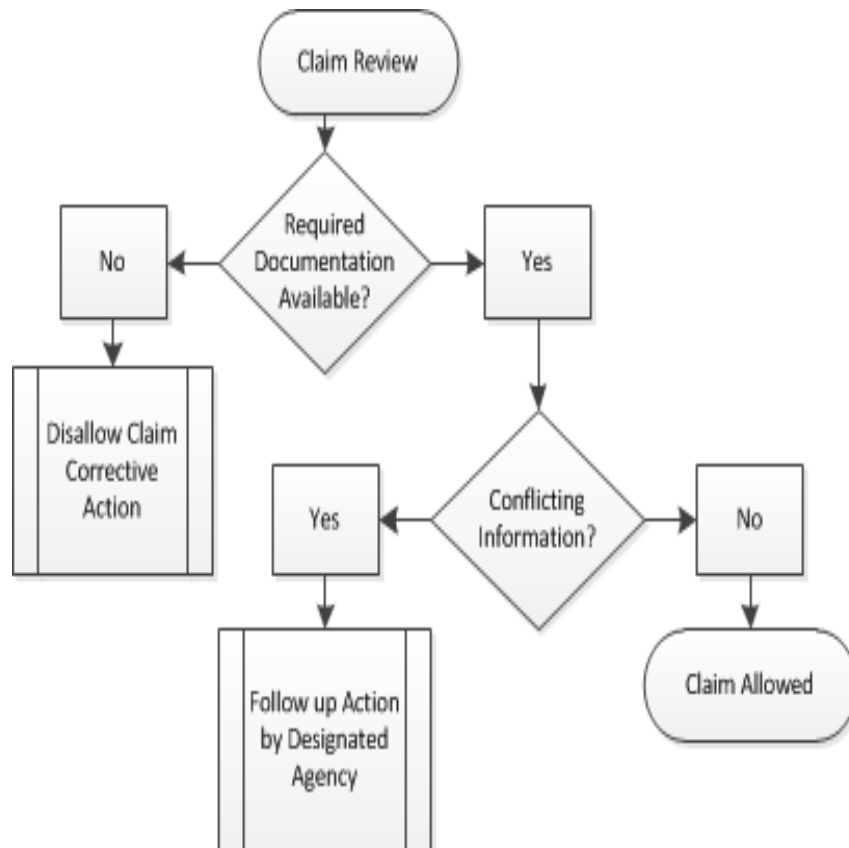 Claim Review
Required
Documentation
Available?
No
Yes
Disallow Claim
Corrective
Action
Conflicting
Information?
Yes
No
Follow up Action
by Designated
Agency
Claim Allowed